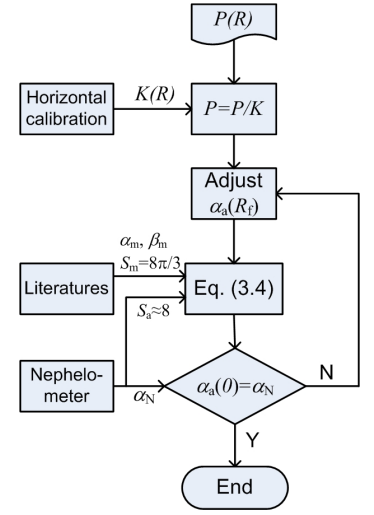 P(R)
Horizontal
calibration
K(R)
P=P/K
Adjust
αa(Rf)
αm, βm
Sm=8π/3
Literatures
Eq. (3.4)
Sa≈8
Nephelo-
meter
αN
αa(0)=αN
N
Y
End